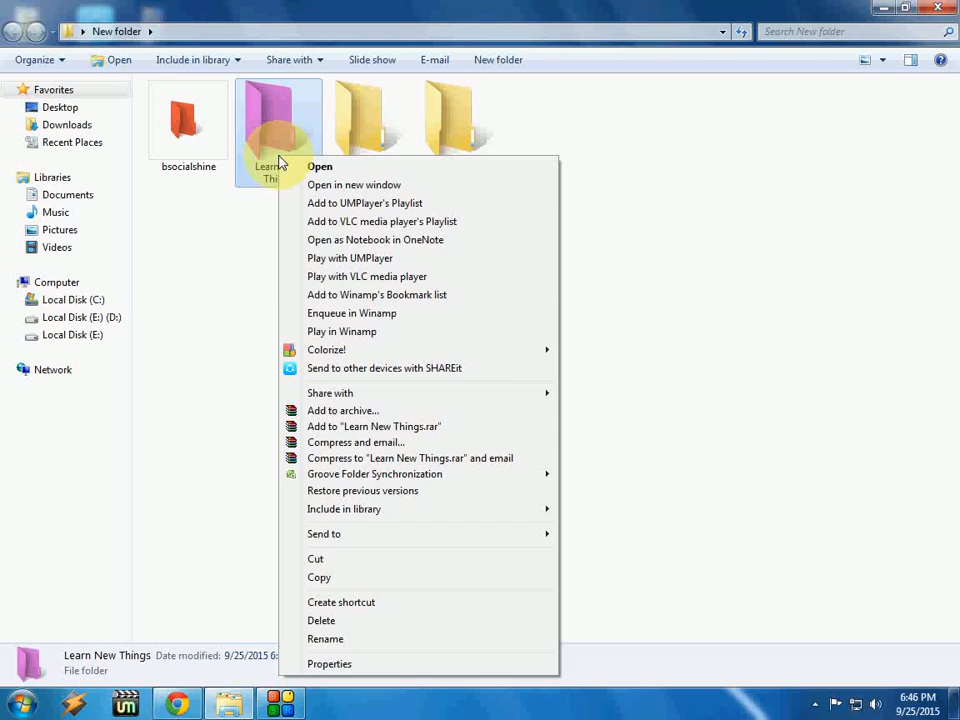 New folder
Search New folder
Organize
Open
Include in library
Share with
Slide show
E-mail
New folder
Favorites
Desktop
Downloads
Recent Places
Libraries
Documents
Music
Pictures
Videos
Computer
Local Disk (C:)
Local Disk (E:) (D:)
Local Disk (E:)
Network
bsocialshine
Learn
Thi
Open
Open in new window
Add to UMPlayer's Playlist
Add to VLC media player's Playlist
Open as Notebook in OneNote
Play with UMPlayer
Play with VLC media player
Add to Winamp's Bookmark list
Enqueue in Winamp
Play in Winamp
Colorize!
Send to other devices with SHAREit
Share with
Add to archive...
Add to "Learn New Things.rar"
Compress and email...
Compress to "Learn New Things.rar" and email
Groove Folder Synchronization
Restore previous versions
Include in library
Send to
Cut
Copy
Create shortcut
Delete
Rename
Properties
Learn New Things Date modified: 9/25/2015 6:
File folder
um
6:46 PM
9/25/2015